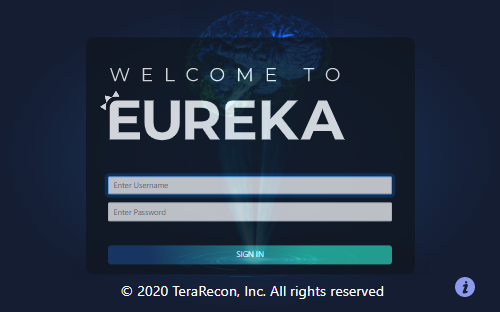 WELCOME TO
EUREKA
Enter Username
Enter Password
SIGN IN
© 2020 TeraRecon, Inc. All rights reserved
i